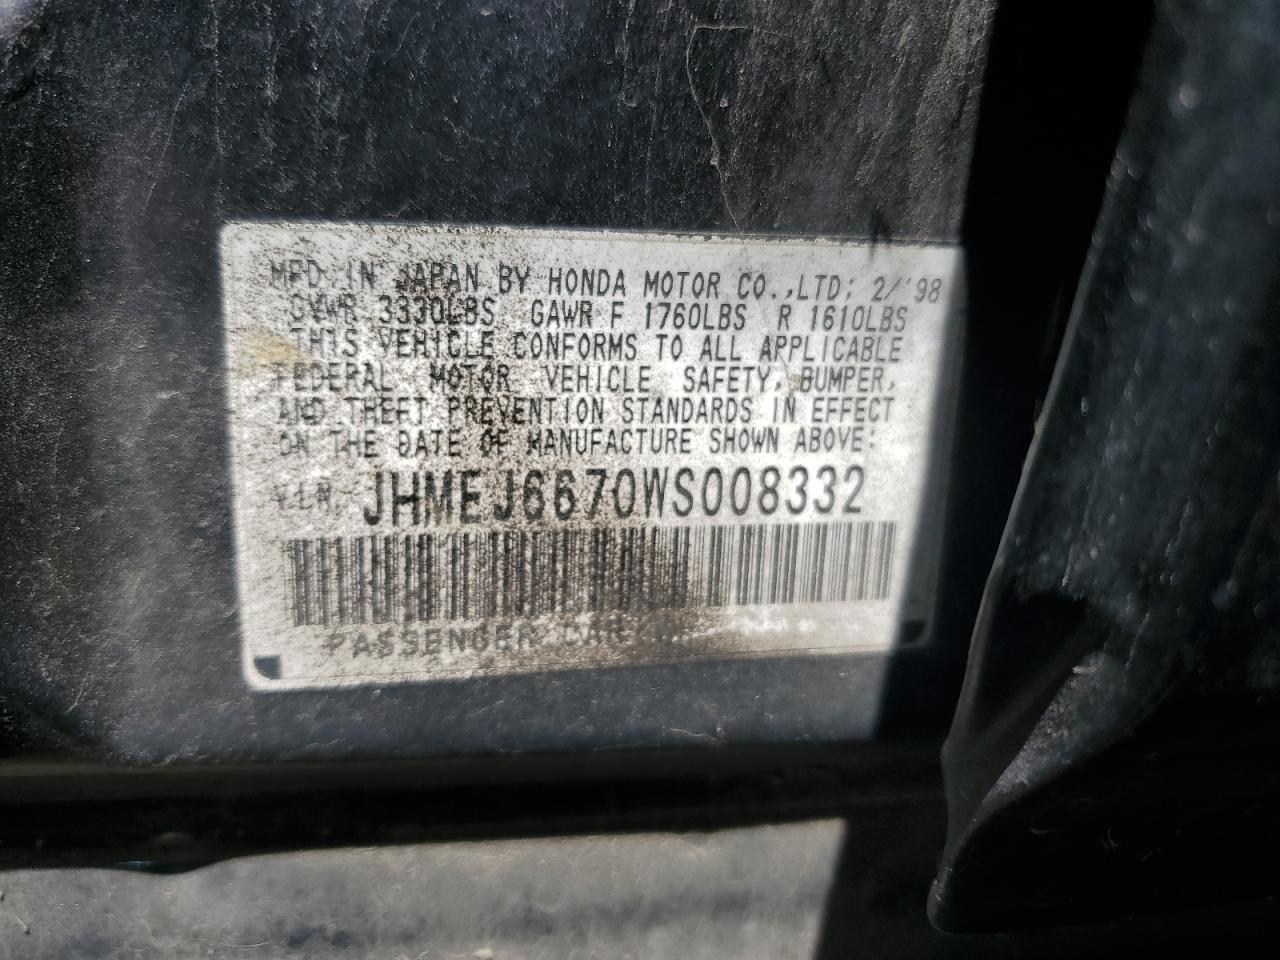 MFD IN JAPAN BY HONDA MOTOR CO.,LTD; 2/'98
GVWR 3330LBS GAWR F 1760LBS R 1610LBS
THIS VEHICLE CONFORMS TO ALL APPLICABLE
FEDERAL MOTOR VEHICLE SAFETY, BUMPER,
AND THEFT PREVENTION STANDARDS IN EFFECT
ON THE DATE OF MANUFACTURE SHOWN ABOVE:
V.I.N. JHMEJ6670WS008332
PASSENGER CAR